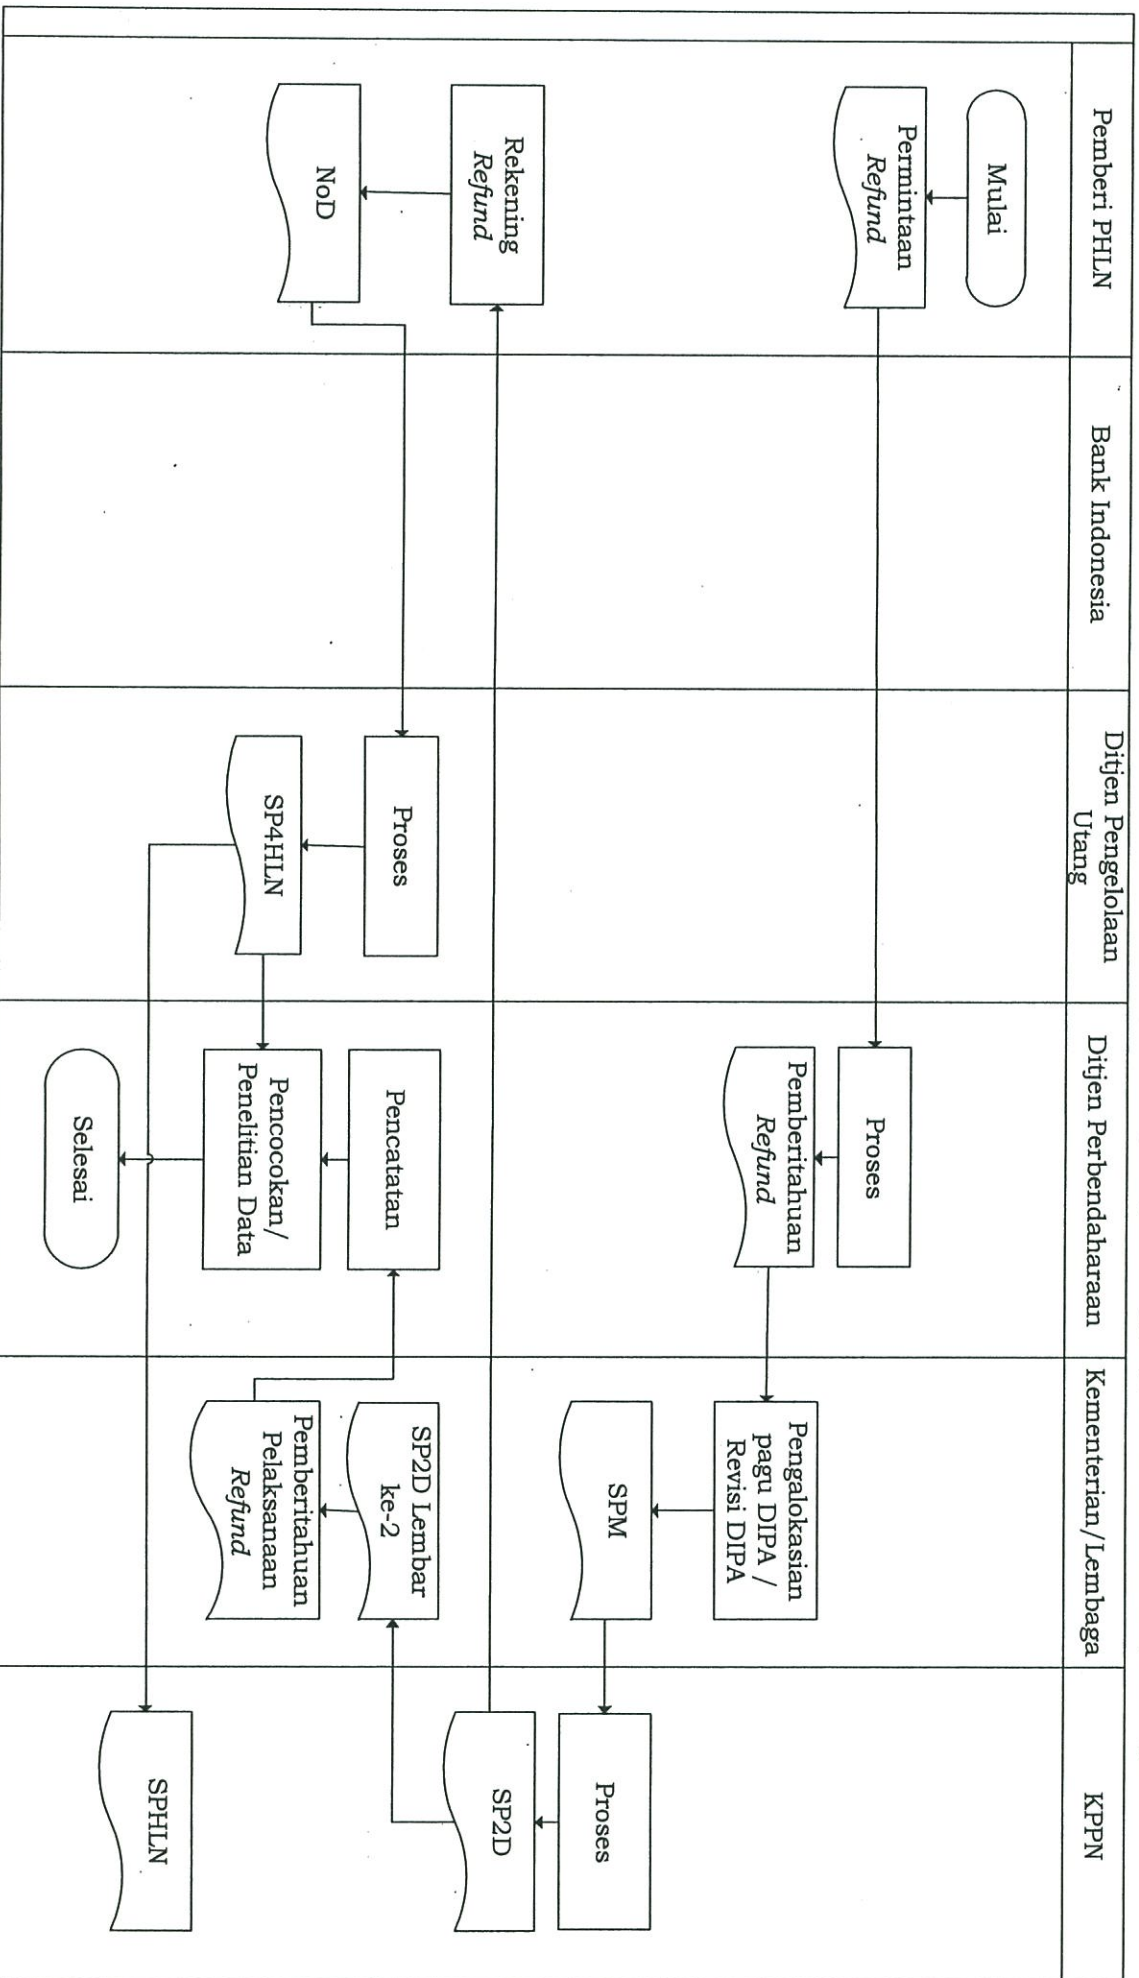 Pemberi PHLN
Bank Indonesia
Ditjen Pengelolaan
Utang
Ditjen Perbendaharaan
Kementerian/Lembaga
KPPN
Mulai
Permintaan
Refund
Proses
Pemberitahuan
Refund
Pengalokasian
pagu DIPA /
Revisi DIPA
SPM
Proses
SP2D
Rekening
Refund
NoD
Proses
SP4HLN
SP2D Lembar
ke-2
Pemberitahuan
Pelaksanaan
Refund
Pencatatan
Pencocokan/
Penelitian Data
Selesai
SPHLN